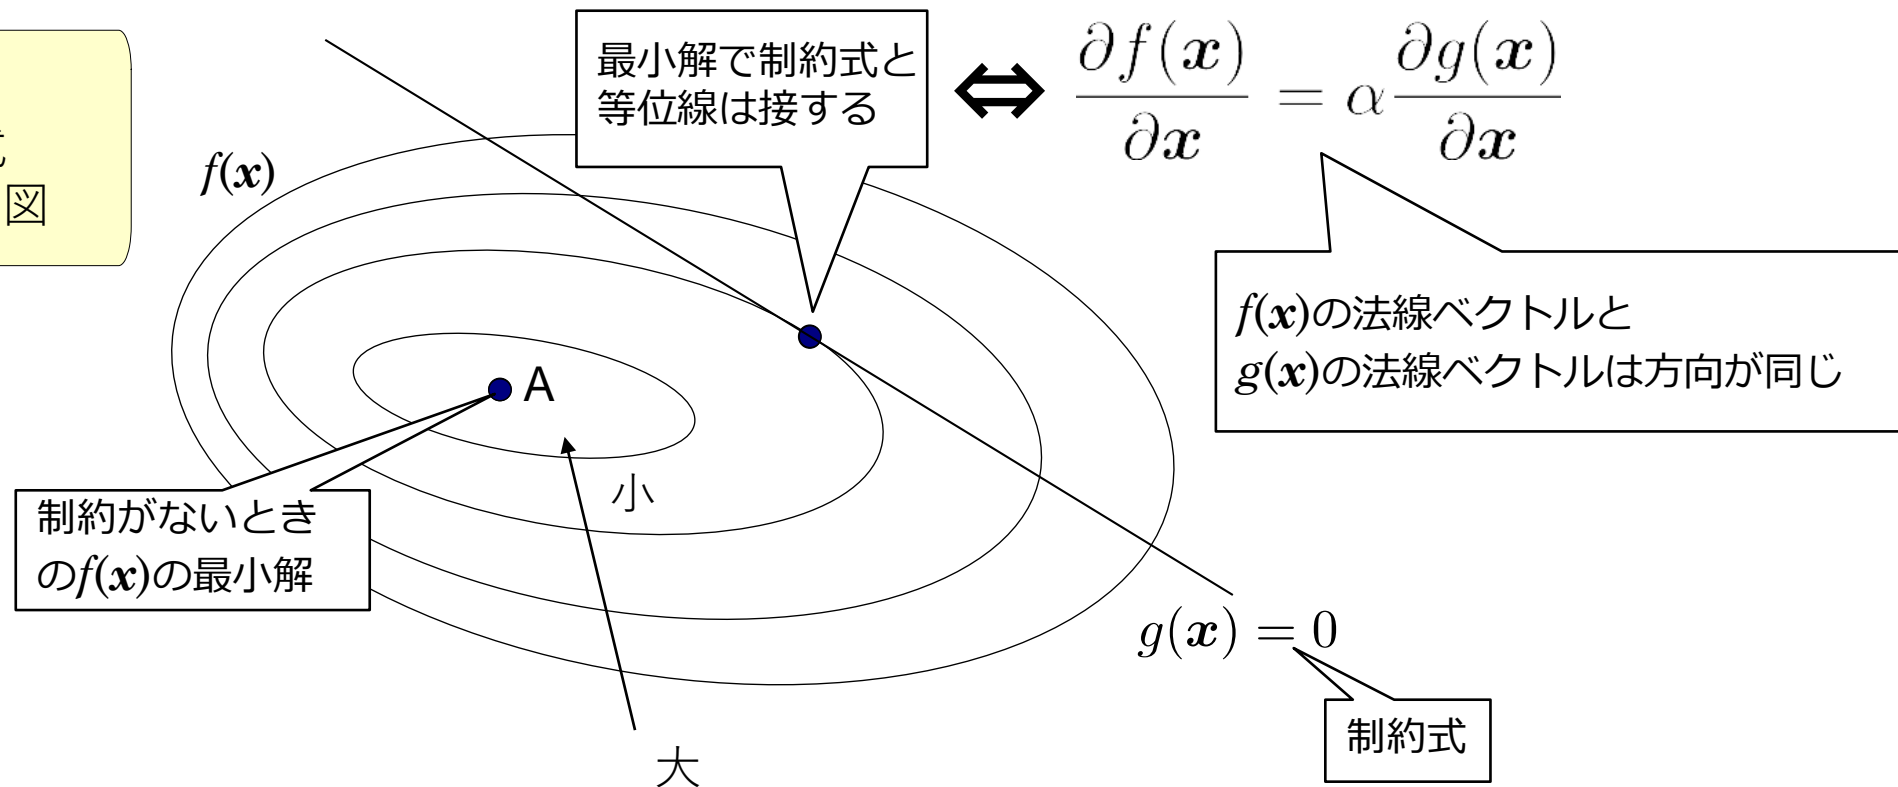 図
f(x)
最小解で制約式と
等位線は接する
⇔ ∂f(x)/∂x = α ∂g(x)/∂x
f(x)の法線ベクトルと
g(x)の法線ベクトルは方向が同じ
A
小
制約がないとき
のf(x)の最小解
大
g(x) = 0
制約式